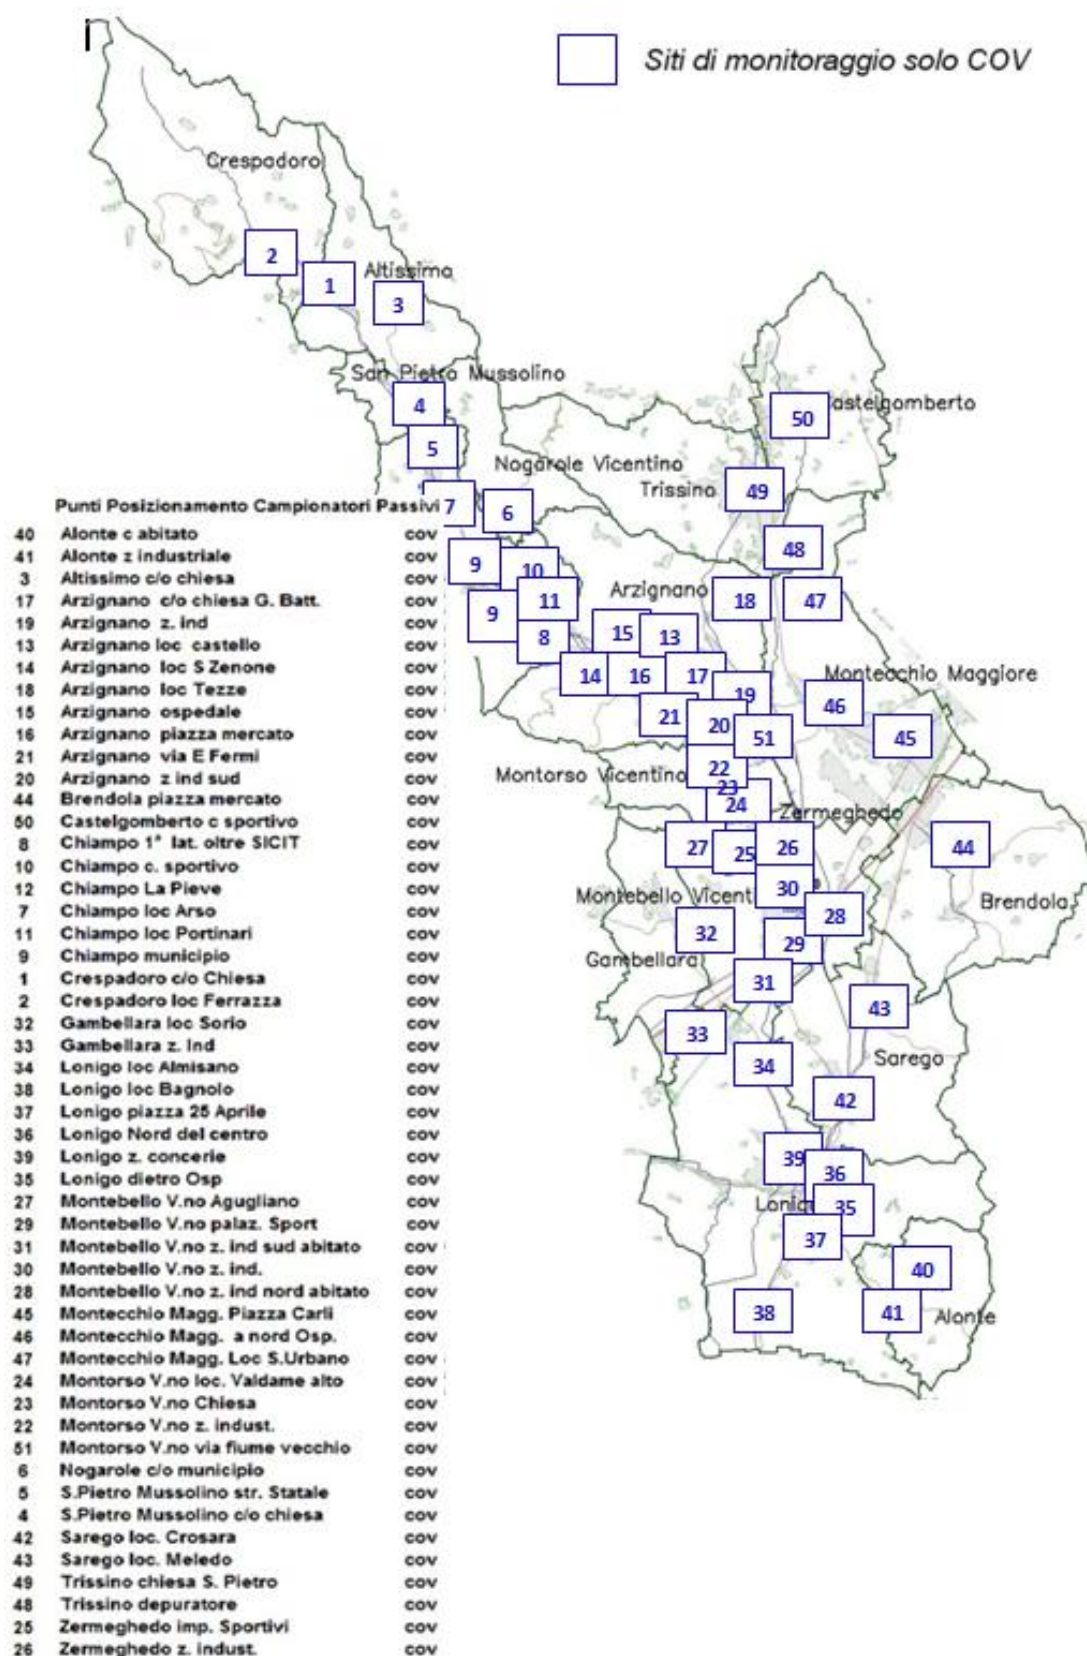 Siti di monitoraggio solo COV
Crespadoro
2
1
Altissimo
3
San Pietro Mussolino
4
50
astelgomberto
5
Nogarole Vicentino
Trissino
49
7
6
48
9
10
Arzignano
18
47
11
9
8
15
13
14
16
17
19
Montecchio Maggiore
46
21
20
51
45
Montorso Vicentino
22
23
24
Zermeghedo
27
25
26
44
30
Montebello Vicent
28
Brendola
32
29
Gambellara
31
43
33
34
Sarego
42
39
36
Lonigo
35
37
40
38
41
Alonte
Punti Posizionamento Campionatori Passivi
40 Alonte c abitato cov
41 Alonte z industriale cov
3 Altissimo c/o chiesa cov
17 Arzignano c/o chiesa G. Batt. cov
19 Arzignano z. ind cov
13 Arzignano loc castello cov
14 Arzignano loc S Zenone cov
18 Arzignano loc Tezze cov
15 Arzignano ospedale cov
16 Arzignano piazza mercato cov
21 Arzignano via E Fermi cov
20 Arzignano z ind sud cov
44 Brendola piazza mercato cov
50 Castelgomberto c sportivo cov
8 Chiampo 1° lat. oltre SICIT cov
10 Chiampo c. sportivo cov
12 Chiampo La Pieve cov
7 Chiampo loc Arso cov
11 Chiampo loc Portinari cov
9 Chiampo municipio cov
1 Crespadoro c/o Chiesa cov
2 Crespadoro loc Ferrazza cov
32 Gambellara loc Sorio cov
33 Gambellara z. Ind cov
34 Lonigo loc Almisano cov
38 Lonigo loc Bagnolo cov
37 Lonigo piazza 25 Aprile cov
36 Lonigo Nord del centro cov
39 Lonigo z. concerie cov
35 Lonigo dietro Osp cov
27 Montebello V.no Agugliano cov
29 Montebello V.no palaz. Sport cov
31 Montebello V.no z. ind sud abitato cov
30 Montebello V.no z. ind. cov
28 Montebello V.no z. ind nord abitato cov
45 Montecchio Magg. Piazza Carli cov
46 Montecchio Magg. a nord Osp. cov
47 Montecchio Magg. Loc S.Urbano cov
24 Montorso V.no loc. Valdame alto cov
23 Montorso V.no Chiesa cov
22 Montorso V.no z. indust. cov
51 Montorso V.no via fiume vecchio cov
6 Nogarole c/o municipio cov
5 S.Pietro Mussolino str. Statale cov
4 S.Pietro Mussolino c/o chiesa cov
42 Sarego loc. Crosara cov
43 Sarego loc. Meledo cov
49 Trissino chiesa S. Pietro cov
48 Trissino depuratore cov
25 Zermeghedo imp. Sportivi cov
26 Zermeghedo z. indust. cov